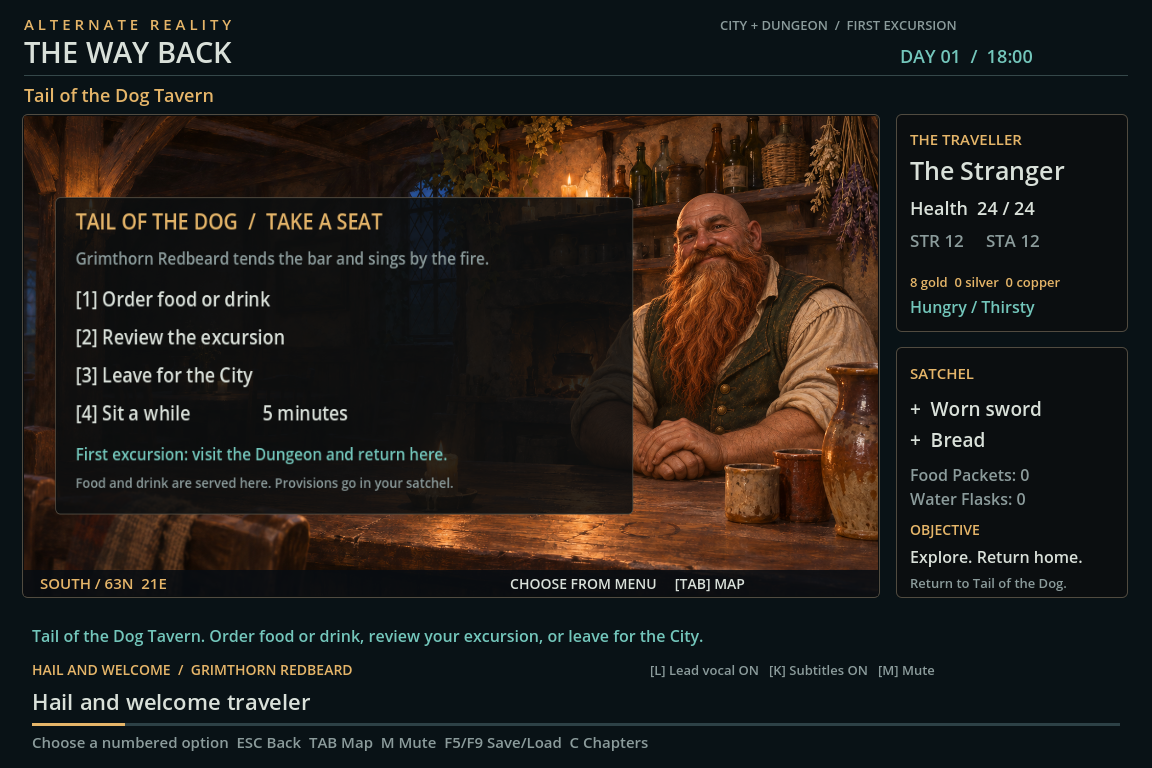 ALTERNATE REALITY
CITY + DUNGEON / FIRST EXCURSION
THE WAY BACK
DAY 01 / 18:00
Tail of the Dog Tavern
TAIL OF THE DOG / TAKE A SEAT
Grimthorn Redbeard tends the bar and sings by the fire.
[1] Order food or drink
[2] Review the excursion
[3] Leave for the City
[4] Sit a while 5 minutes
First excursion: visit the Dungeon and return here.
Food and drink are served here. Provisions go in your satchel.
SOUTH / 63N 21E
CHOOSE FROM MENU [TAB] MAP
THE TRAVELLER
The Stranger
Health 24 / 24
STR 12 STA 12
8 gold 0 silver 0 copper
Hungry / Thirsty
SATCHEL
+ Worn sword
+ Bread
Food Packets: 0
Water Flasks: 0
OBJECTIVE
Explore. Return home.
Return to Tail of the Dog.
Tail of the Dog Tavern. Order food or drink, review your excursion, or leave for the City.
HAIL AND WELCOME / GRIMTHORN REDBEARD
[L] Lead vocal ON [K] Subtitles ON [M] Mute
Hail and welcome traveler
Choose a numbered option ESC Back TAB Map M Mute F5/F9 Save/Load C Chapters